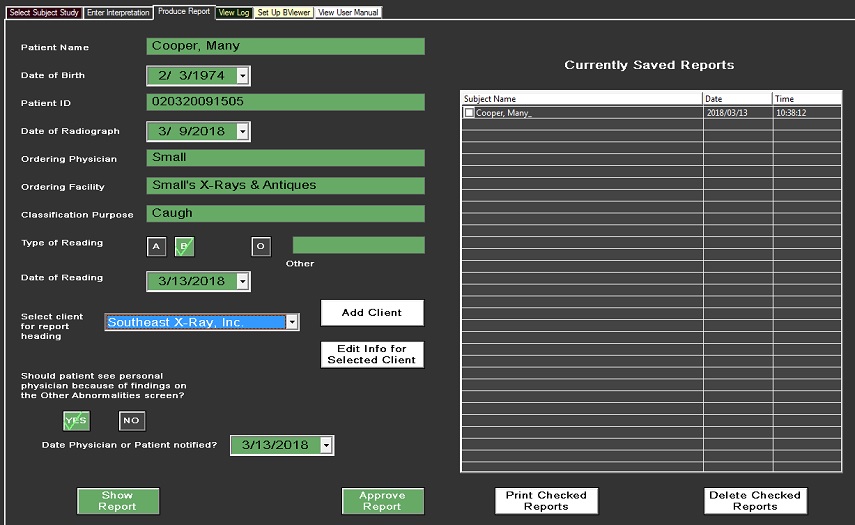 Select Subject Study Enter Interpretation Produce Report View Log Set Up BViewer View User Manual
Patient Name Cooper, Many
Date of Birth 2/ 3/1974
Patient ID 020320091505
Date of Radiograph 3/ 9/2018
Ordering Physician Small
Ordering Facility Small's X-Rays & Antiques
Classification Purpose Caugh
Type of Reading A B O
Other
Date of Reading 3/13/2018
Select client
for report
heading
Southeast X-Ray, Inc.
Add Client
Edit Info for
Selected Client
Should patient see personal
physician because of findings on
the Other Abnormalities screen?
YES NO
Date Physician or Patient notified? 3/13/2018
Show
Report
Approve
Report
Currently Saved Reports
Subject Name Date Time
Cooper, Many_ 2018/03/13 10:38:12
Print Checked
Reports
Delete Checked
Reports